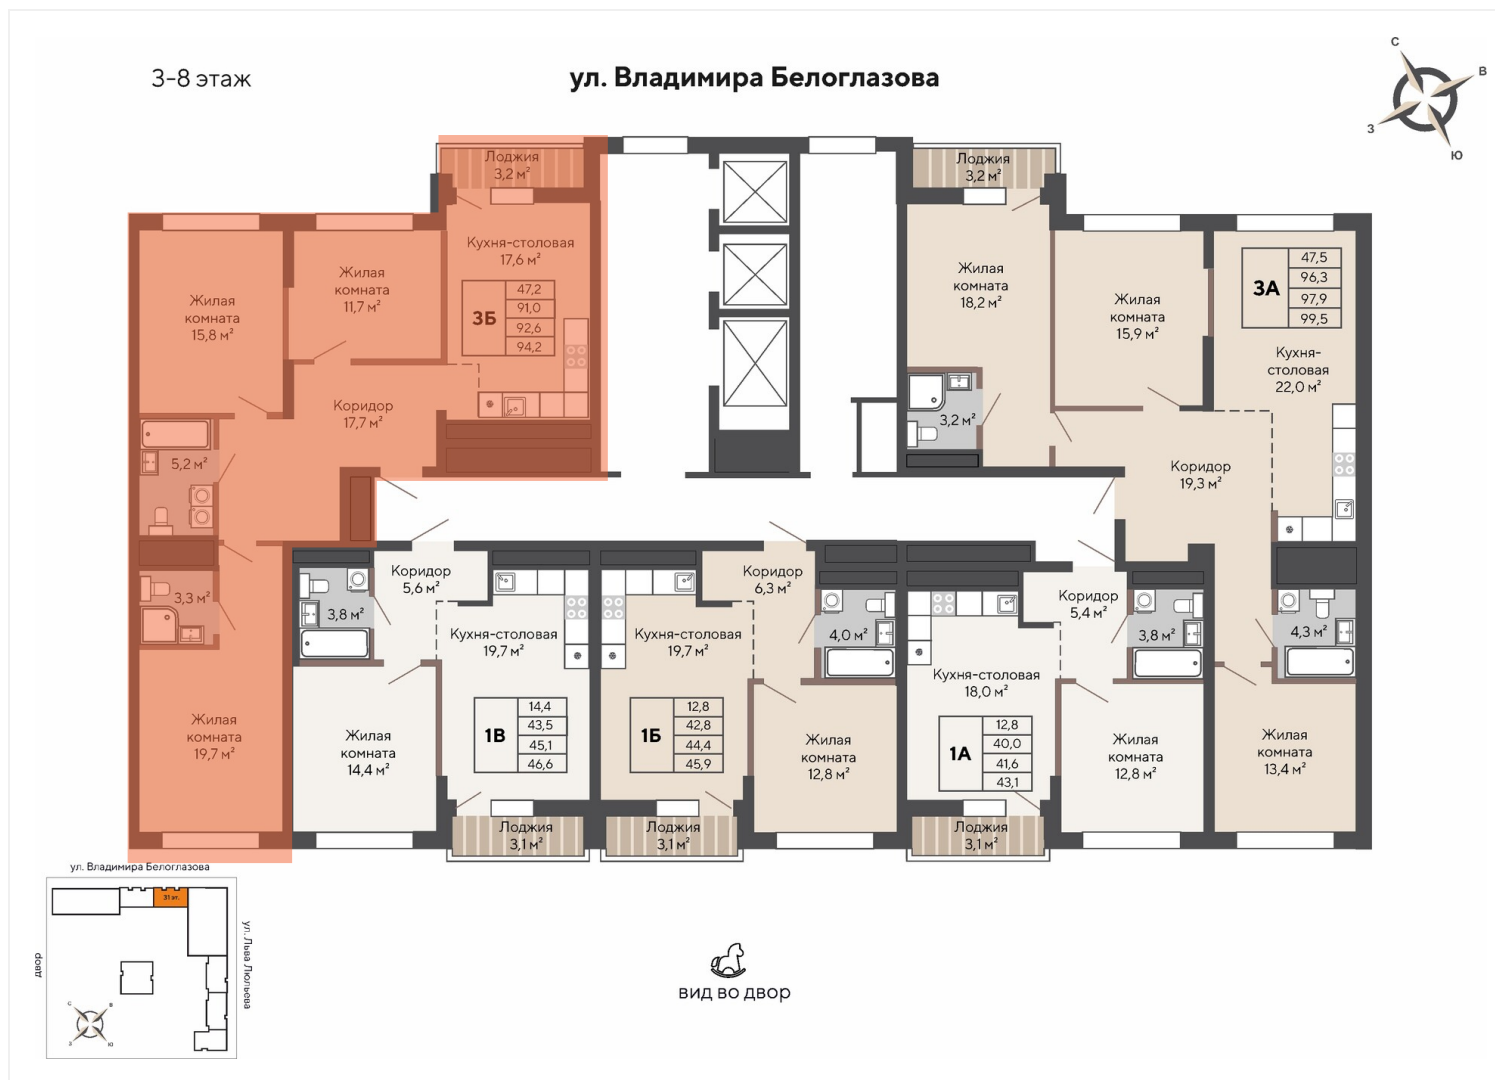 3-8 этаж
ул. Владимира Белоглазова
С
В
З
Ю
Лоджия
3,2 м²
Кухня-столовая
17,6 м²
3Б
47,2
91,0
92,6
94,2
Жилая
комната
11,7 м²
Жилая
комната
15,8 м²
Коридор
17,7 м²
5,2 м²
3,3 м²
Жилая
комната
19,7 м²
Лоджия
3,2 м²
Жилая
комната
18,2 м²
Жилая
комната
15,9 м²
3А
47,5
96,3
97,9
99,5
Кухня-
столовая
22,0 м²
3,2 м²
Коридор
19,3 м²
4,3 м²
Жилая
комната
13,4 м²
Коридор
5,6 м²
3,8 м²
Кухня-столовая
19,7 м²
1В
14,4
43,5
45,1
46,6
Жилая
комната
14,4 м²
Лоджия
3,1 м²
Коридор
6,3 м²
4,0 м²
Кухня-столовая
19,7 м²
1Б
12,8
42,8
44,4
45,9
Жилая
комната
12,8 м²
Лоджия
3,1 м²
Коридор
5,4 м²
3,8 м²
Кухня-столовая
18,0 м²
1А
12,8
40,0
41,6
43,1
Жилая
комната
12,8 м²
Лоджия
3,1 м²
ул. Владимира Белоглазова
31 эт.
двор
ул. Льва Люльева
С
В
З
Ю
вид во двор